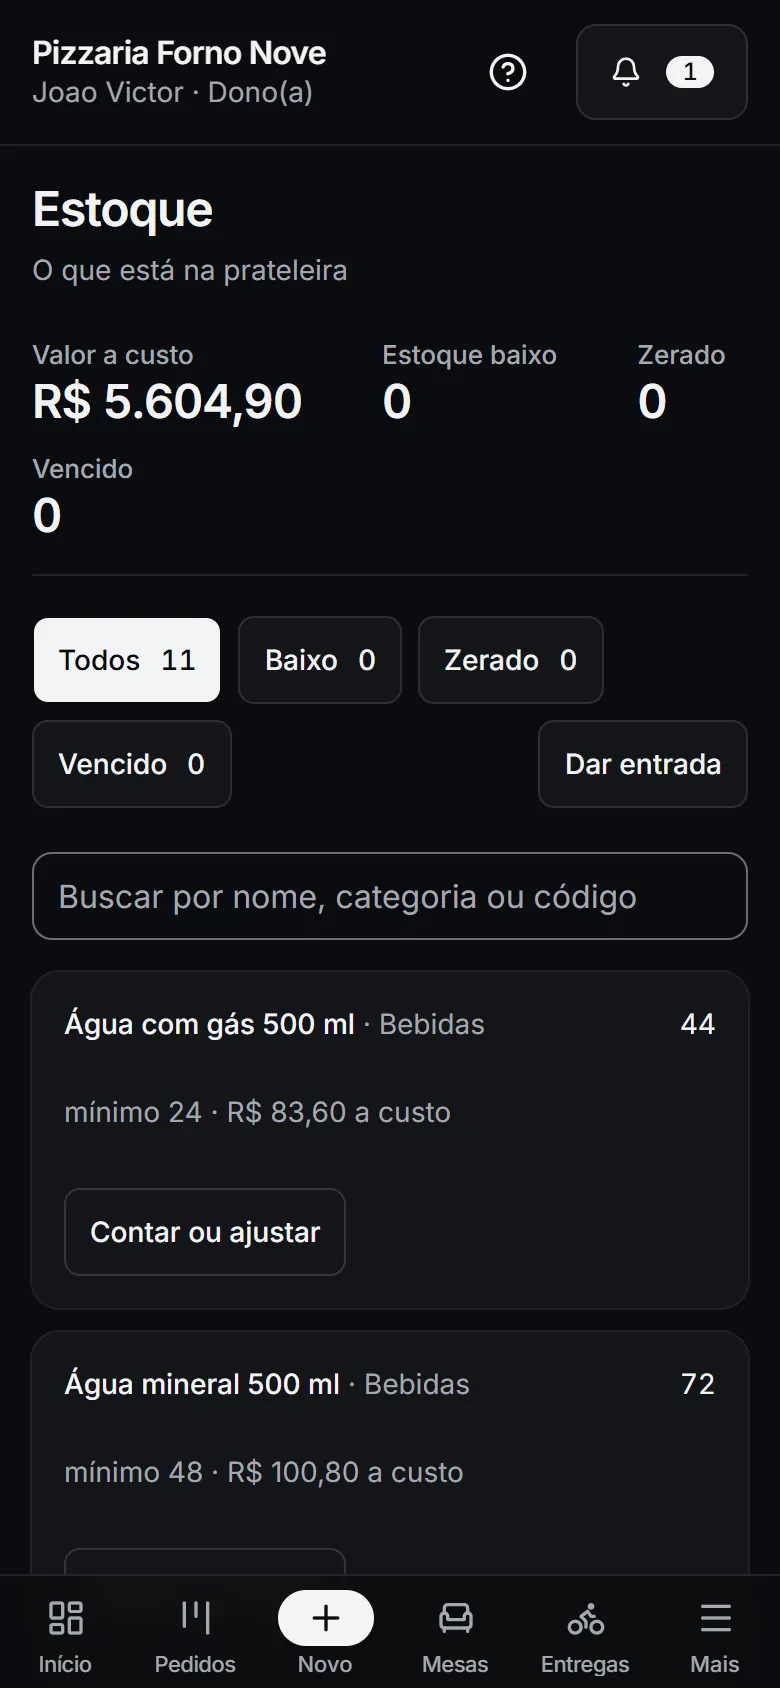 Pizzaria Forno Nove
Joao Victor · Dono(a)
1
Estoque
O que está na prateleira
Valor a custo
R$ 5.604,90
Estoque baixo
0
Zerado
0
Vencido
0
Todos 11
Baixo 0
Zerado 0
Vencido 0
Dar entrada
Buscar por nome, categoria ou código
Água com gás 500 ml · Bebidas 44
mínimo 24 · R$ 83,60 a custo
Contar ou ajustar
Água mineral 500 ml · Bebidas 72
mínimo 48 · R$ 100,80 a custo
Início
Pedidos
Novo
Mesas
Entregas
Mais